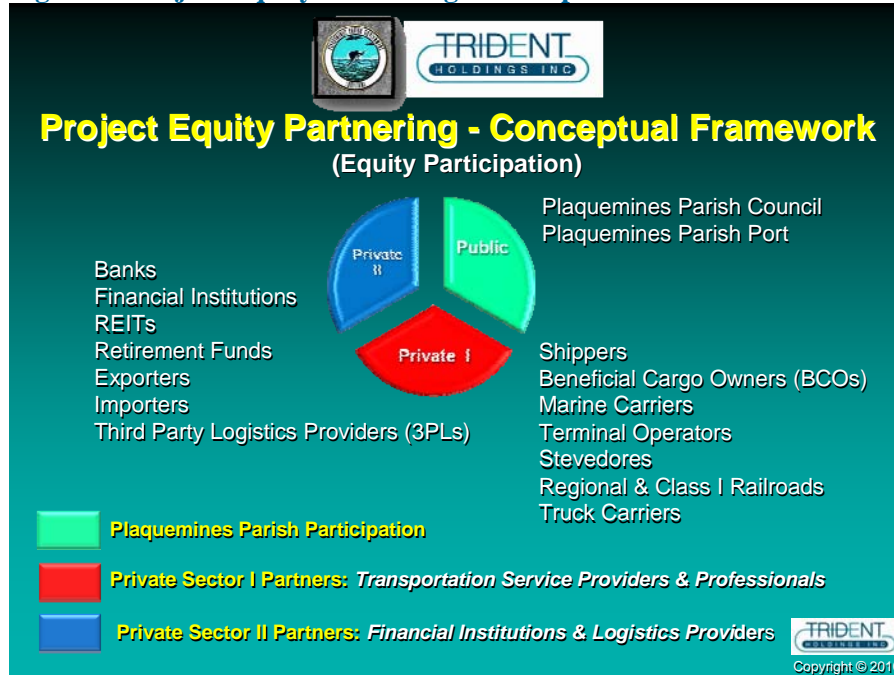 TRIDENT
HOLDINGS INC
Project Equity Partnering - Conceptual Framework
(Equity Participation)
Plaquemines Parish Council
Plaquemines Parish Port
Private
II
Public
Private I
Banks
Financial Institutions
REITs
Retirement Funds
Exporters
Importers
Third Party Logistics Providers (3PLs)
Shippers
Beneficial Cargo Owners (BCOs)
Marine Carriers
Terminal Operators
Stevedores
Regional & Class I Railroads
Truck Carriers
Plaquemines Parish Participation
Private Sector I Partners: Transportation Service Providers & Professionals
Private Sector II Partners: Financial Institutions & Logistics Providers
TRIDENT
HOLDINGS INC
Copyright © 201